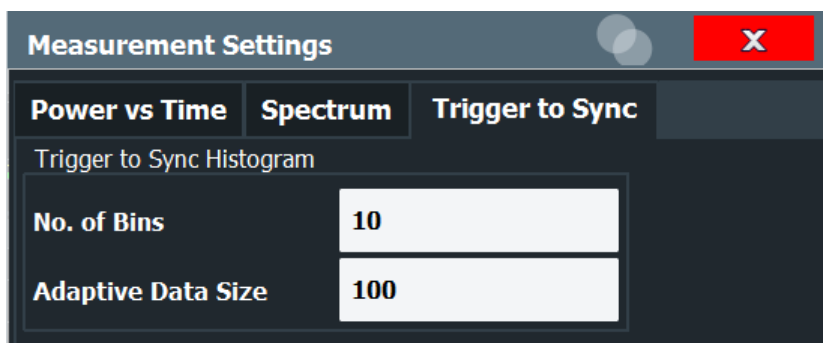 Measurement Settings
X
Power vs Time Spectrum Trigger to Sync
Trigger to Sync Histogram
No. of Bins 10
Adaptive Data Size 100